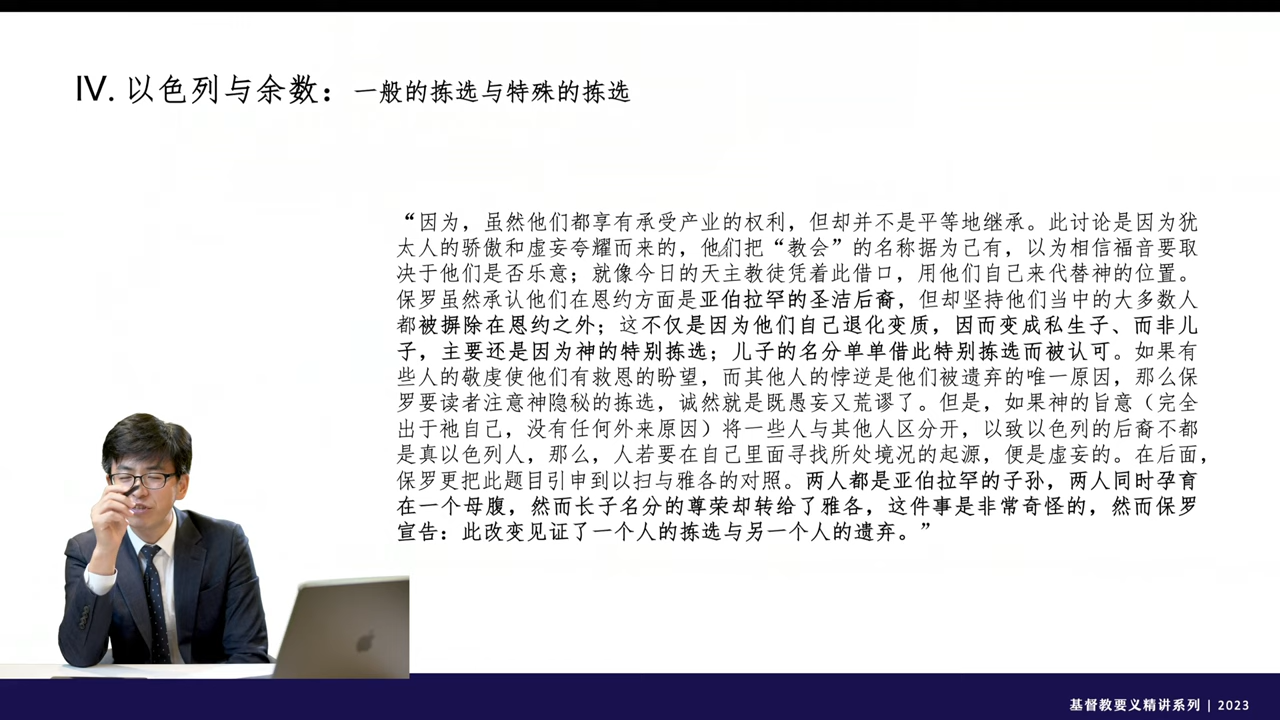 IV. 以色列与余数：一般的拣选与特殊的拣选
“因为，虽然他们都享有承受产业的权利，但却并不是平等地继承。此讨论是因为犹
太人的骄傲和虚妄夸耀而来的，他们把“教会”的名称据为己有，以为相信福音要取
决于他们是否乐意；就像今日的天主教徒凭着此借口，用他们自己来代替神的位置。
保罗虽然承认他们在恩约方面是亚伯拉罕的圣洁后裔，但却坚持他们当中的大多数人
都被摒除在恩约之外；这不仅是因为他们自己退化变质，因而变成私生子、而非儿
子，主要还是因为神的特别拣选；儿子的名分单单借此特别拣选而被认可。如果有
些人的敬虔使他们有救恩的盼望，而其他人的悖逆是他们被遗弃的唯一原因，那么保
罗要读者注意神隐秘的拣选，诚然就是既愚妄又荒谬了。但是，如果神的旨意（完全
出于祂自己，没有任何外来原因）将一些人与其他人区分开，以致以色列的后裔不都
是真以色列人，那么，人若要在自己里面寻找所处境况的起源，便是虚妄的。在后面，
保罗更把此题目引申到以扫与雅各的对照。两人都是亚伯拉罕的子孙，两人同时孕育
在一个母腹，然而长子名分的尊荣却转给了雅各，这件事是非常奇怪的，然而保罗
宣告：此改变见证了一个人的拣选与另一个人的遗弃。”
基督教要义精讲系列 | 2023